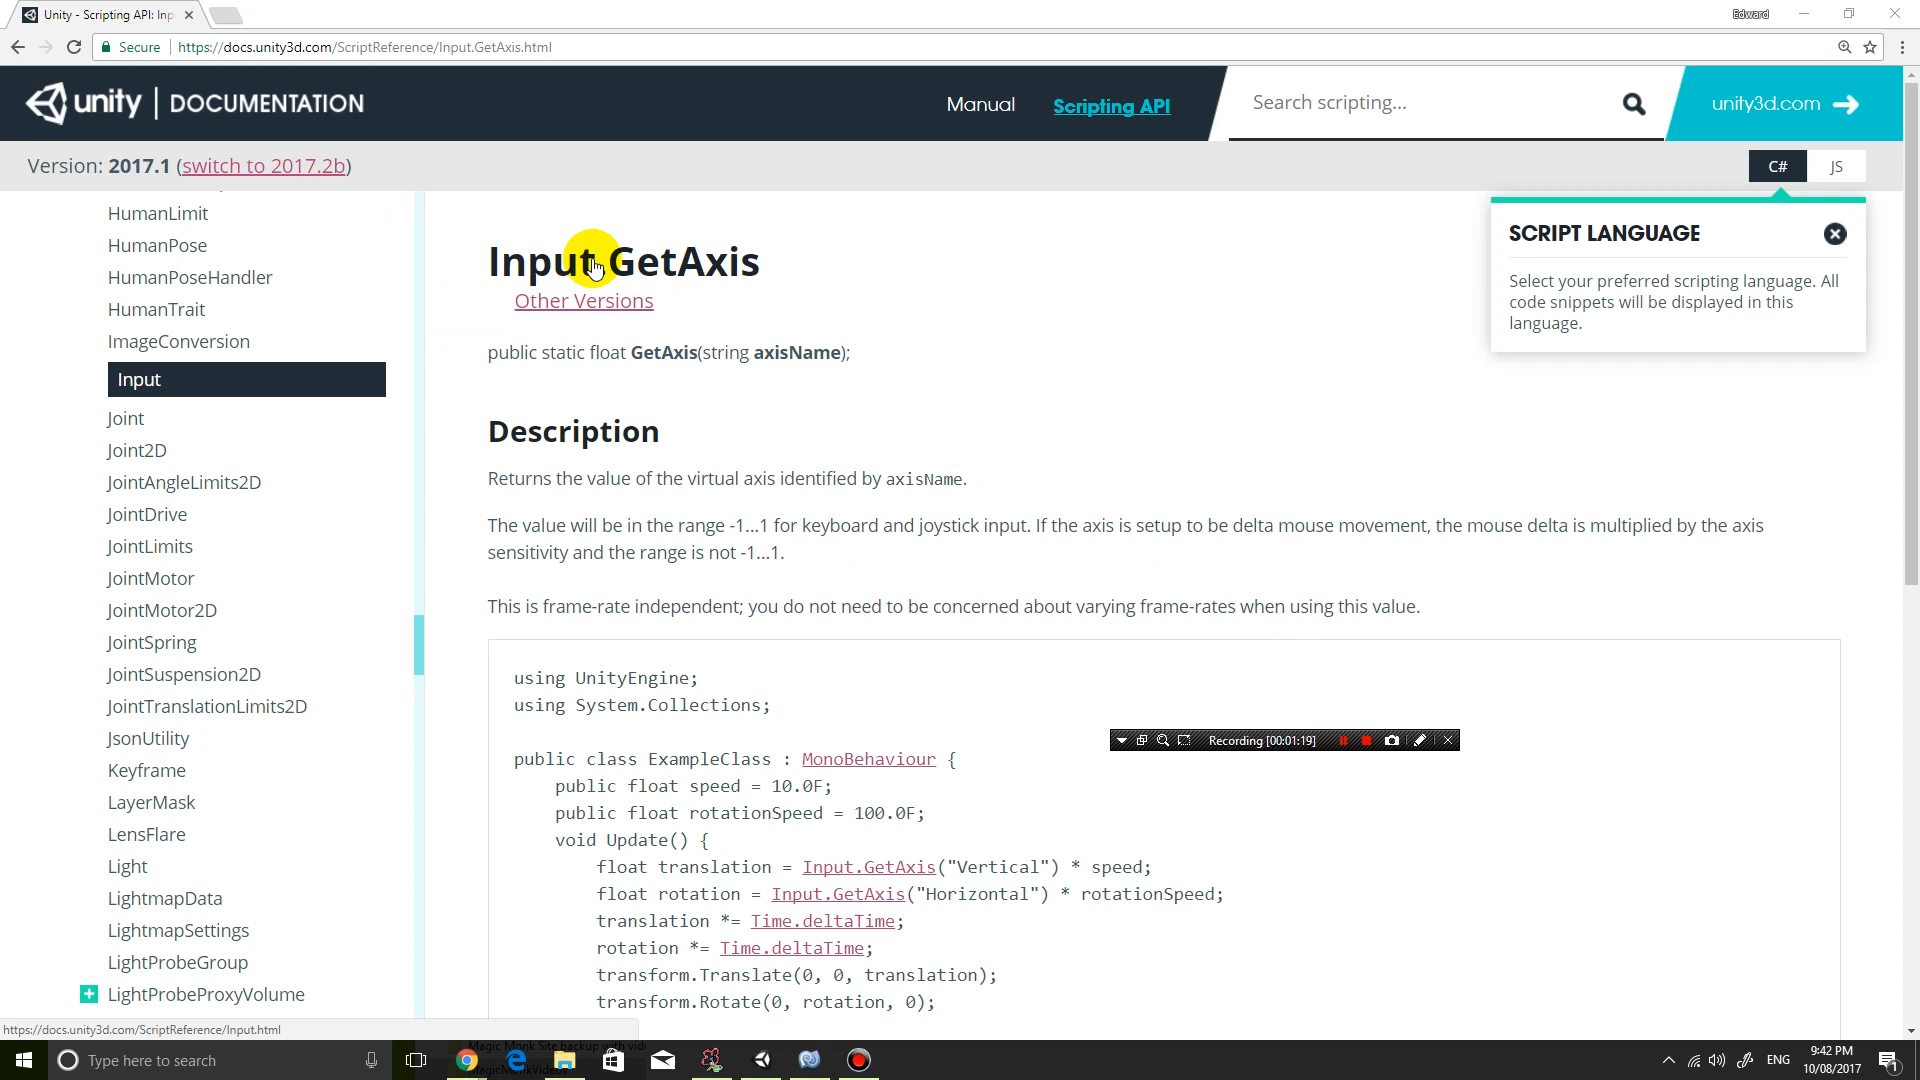 Unity - Scripting API: Inp
Edward
Secure
https://docs.unity3d.com/ScriptReference/Input.GetAxis.html
unity | DOCUMENTATION
Manual
Scripting API
Search scripting...
unity3d.com
Version: 2017.1 (switch to 2017.2b)
C#
JS
HumanLimit
HumanPose
HumanPoseHandler
HumanTrait
ImageConversion
Input
Joint
Joint2D
JointAngleLimits2D
JointDrive
JointLimits
JointMotor
JointMotor2D
JointSpring
JointSuspension2D
JointTranslationLimits2D
JsonUtility
Keyframe
LayerMask
LensFlare
Light
LightmapData
LightmapSettings
LightProbeGroup
LightProbeProxyVolume
Input.GetAxis
Other Versions
public static float GetAxis(string axisName);
Description
Returns the value of the virtual axis identified by axisName.
The value will be in the range -1...1 for keyboard and joystick input. If the axis is setup to be delta mouse movement, the mouse delta is multiplied by the axis
sensitivity and the range is not -1...1.
This is frame-rate independent; you do not need to be concerned about varying frame-rates when using this value.
using UnityEngine;
using System.Collections;
public class ExampleClass : MonoBehaviour {
public float speed = 10.0F;
public float rotationSpeed = 100.0F;
void Update() {
float translation = Input.GetAxis("Vertical") * speed;
float rotation = Input.GetAxis("Horizontal") * rotationSpeed;
translation *= Time.deltaTime;
rotation *= Time.deltaTime;
transform.Translate(0, 0, translation);
transform.Rotate(0, rotation, 0);
SCRIPT LANGUAGE
Select your preferred scripting language. All
code snippets will be displayed in this
language.
Recording [00:01:19]
https://docs.unity3d.com/ScriptReference/Input.html
Type here to search
Magic Monk Site backup with vid
MagicMonkVideos
ENG
9:42 PM
10/08/2017
1